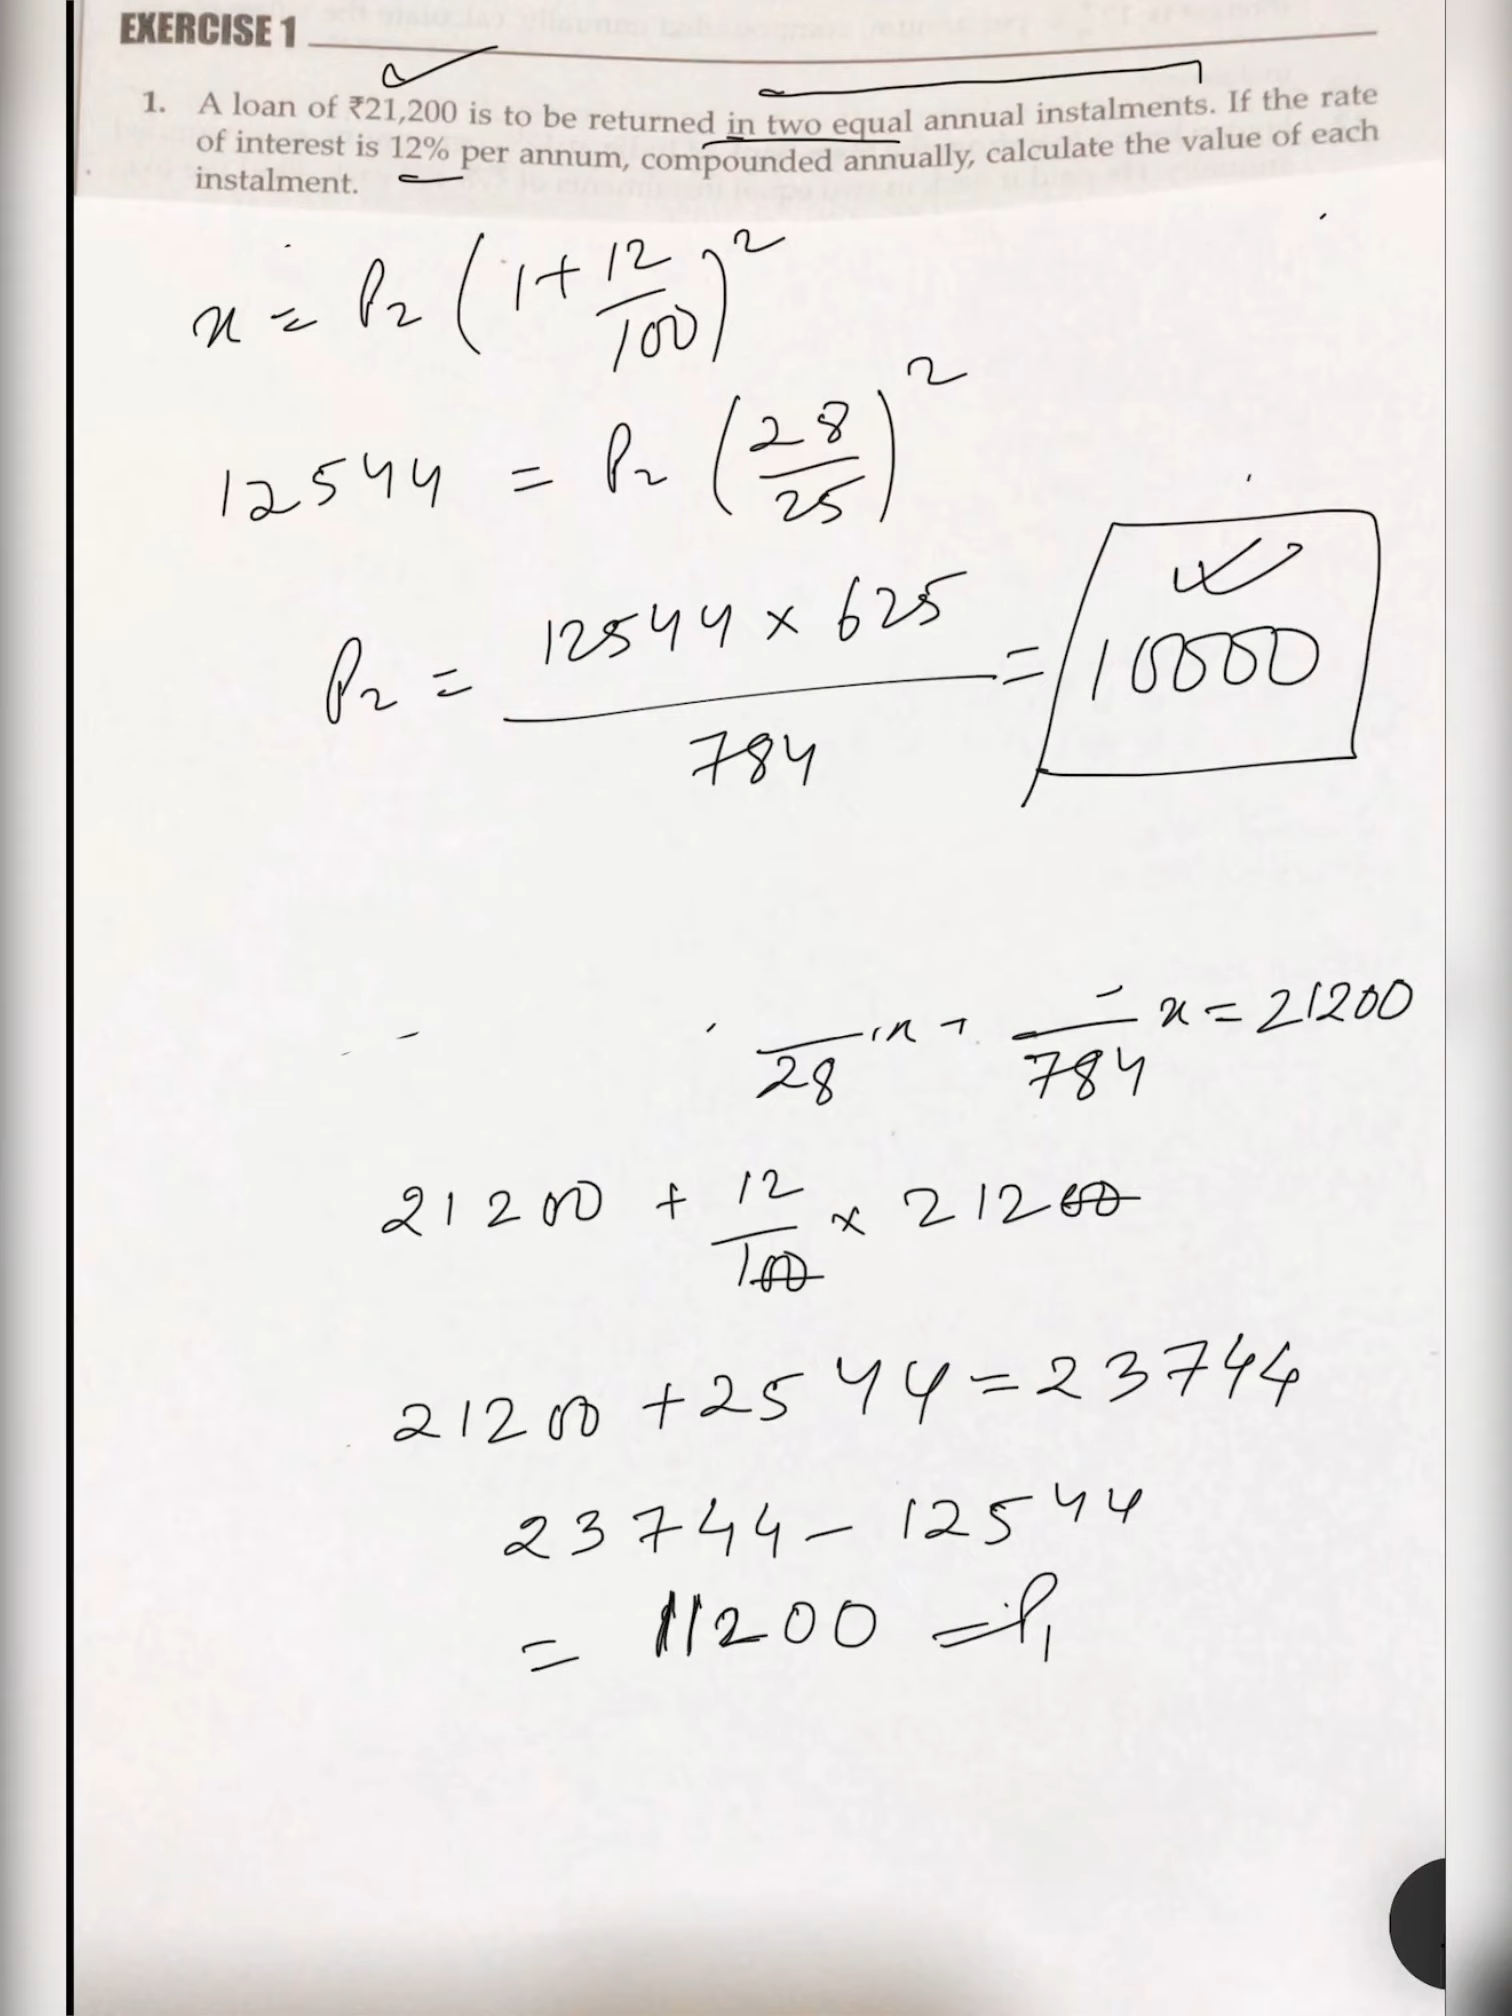 EXERCISE 1
1. A loan of ₹21,200 is to be returned in two equal annual instalments. If the rate
of interest is 12% per annum, compounded annually, calculate the value of each
instalment.
x = P₂ (1 + 12/100)²
12544 = P₂ (28/25)²
P₂ = 12544 × 625 / 784 = 10000
/28 x + /784 x = 21200
21200 + 12/100 × 21200
21200 + 2544 = 23744
23744 – 12544
= 11200 = P₁